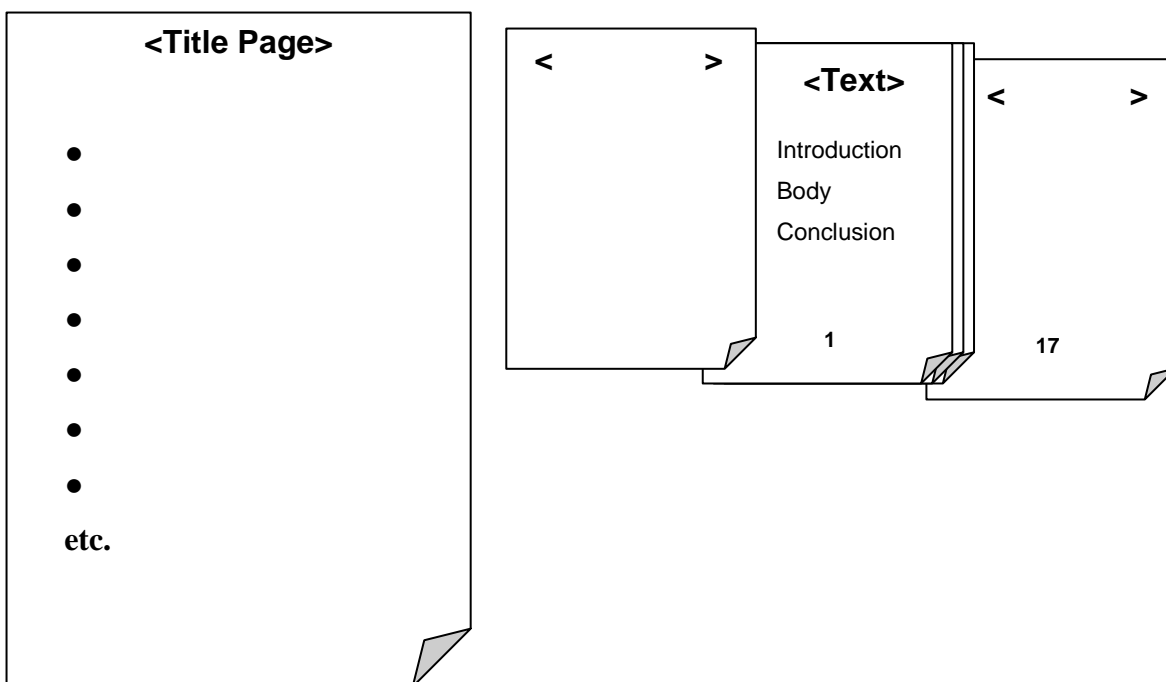 <Title Page>
•
•
•
•
•
•
•
etc.
< >
<Text>
Introduction
Body
Conclusion
1
< >
17